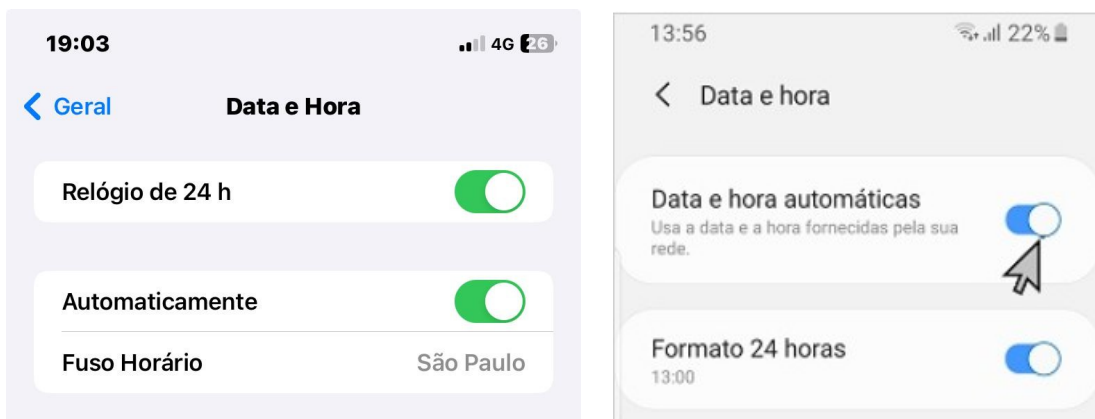 19:03
4G 26
Geral
Data e Hora
Relógio de 24 h
Automaticamente
Fuso Horário São Paulo
13:56
22%
Data e hora
Data e hora automáticas
Usa a data e a hora fornecidas pela sua
rede.
Formato 24 horas
13:00